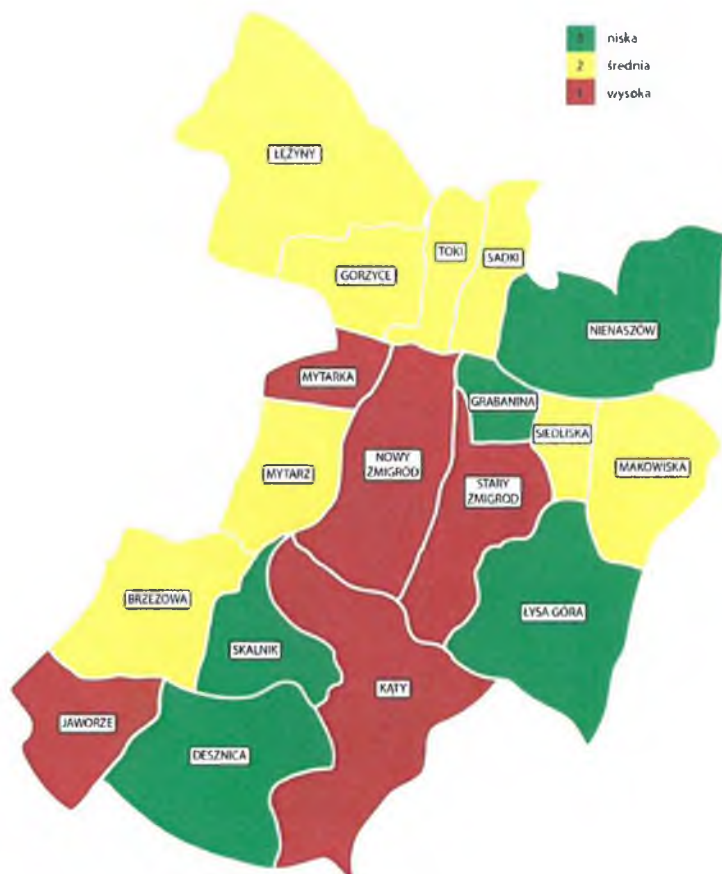 3 niska
2 średnia
1 wysoka
ŁĘŻYNY
TOKI
SADKI
GORZYCE
NIENASZÓW
MYTARKA
GRABANINA
SIEDLISKA
NOWY
ŻMIGRÓD
MYTARZ
MAKOWISKA
STARY
ŻMIGRÓD
BRZEZOWA
ŁYSA GÓRA
SKALNIK
KĄTY
JAWORZE
DESZNICA